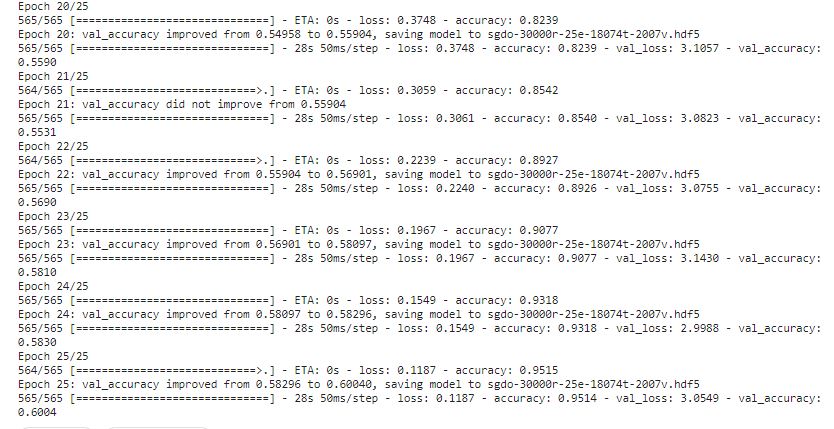 Epoch 20/25
565/565 [==============================] - ETA: 0s - loss: 0.3748 - accuracy: 0.8239
Epoch 20: val_accuracy improved from 0.54958 to 0.55904, saving model to sgdo-30000r-25e-18074t-2007v.hdf5
565/565 [==============================] - 28s 50ms/step - loss: 0.3748 - accuracy: 0.8239 - val_loss: 3.1057 - val_accuracy:
0.5590
Epoch 21/25
564/565 [============================>.] - ETA: 0s - loss: 0.3059 - accuracy: 0.8542
Epoch 21: val_accuracy did not improve from 0.55904
565/565 [==============================] - 28s 50ms/step - loss: 0.3061 - accuracy: 0.8540 - val_loss: 3.0823 - val_accuracy:
0.5531
Epoch 22/25
564/565 [============================>.] - ETA: 0s - loss: 0.2239 - accuracy: 0.8927
Epoch 22: val_accuracy improved from 0.55904 to 0.56901, saving model to sgdo-30000r-25e-18074t-2007v.hdf5
565/565 [==============================] - 28s 50ms/step - loss: 0.2240 - accuracy: 0.8926 - val_loss: 3.0755 - val_accuracy:
0.5690
Epoch 23/25
565/565 [==============================] - ETA: 0s - loss: 0.1967 - accuracy: 0.9077
Epoch 23: val_accuracy improved from 0.56901 to 0.58097, saving model to sgdo-30000r-25e-18074t-2007v.hdf5
565/565 [==============================] - 28s 50ms/step - loss: 0.1967 - accuracy: 0.9077 - val_loss: 3.1430 - val_accuracy:
0.5810
Epoch 24/25
565/565 [==============================] - ETA: 0s - loss: 0.1549 - accuracy: 0.9318
Epoch 24: val_accuracy improved from 0.58097 to 0.58296, saving model to sgdo-30000r-25e-18074t-2007v.hdf5
565/565 [==============================] - 28s 50ms/step - loss: 0.1549 - accuracy: 0.9318 - val_loss: 2.9988 - val_accuracy:
0.5830
Epoch 25/25
564/565 [============================>.] - ETA: 0s - loss: 0.1187 - accuracy: 0.9515
Epoch 25: val_accuracy improved from 0.58296 to 0.60040, saving model to sgdo-30000r-25e-18074t-2007v.hdf5
565/565 [==============================] - 28s 50ms/step - loss: 0.1187 - accuracy: 0.9514 - val_loss: 3.0549 - val_accuracy:
0.6004